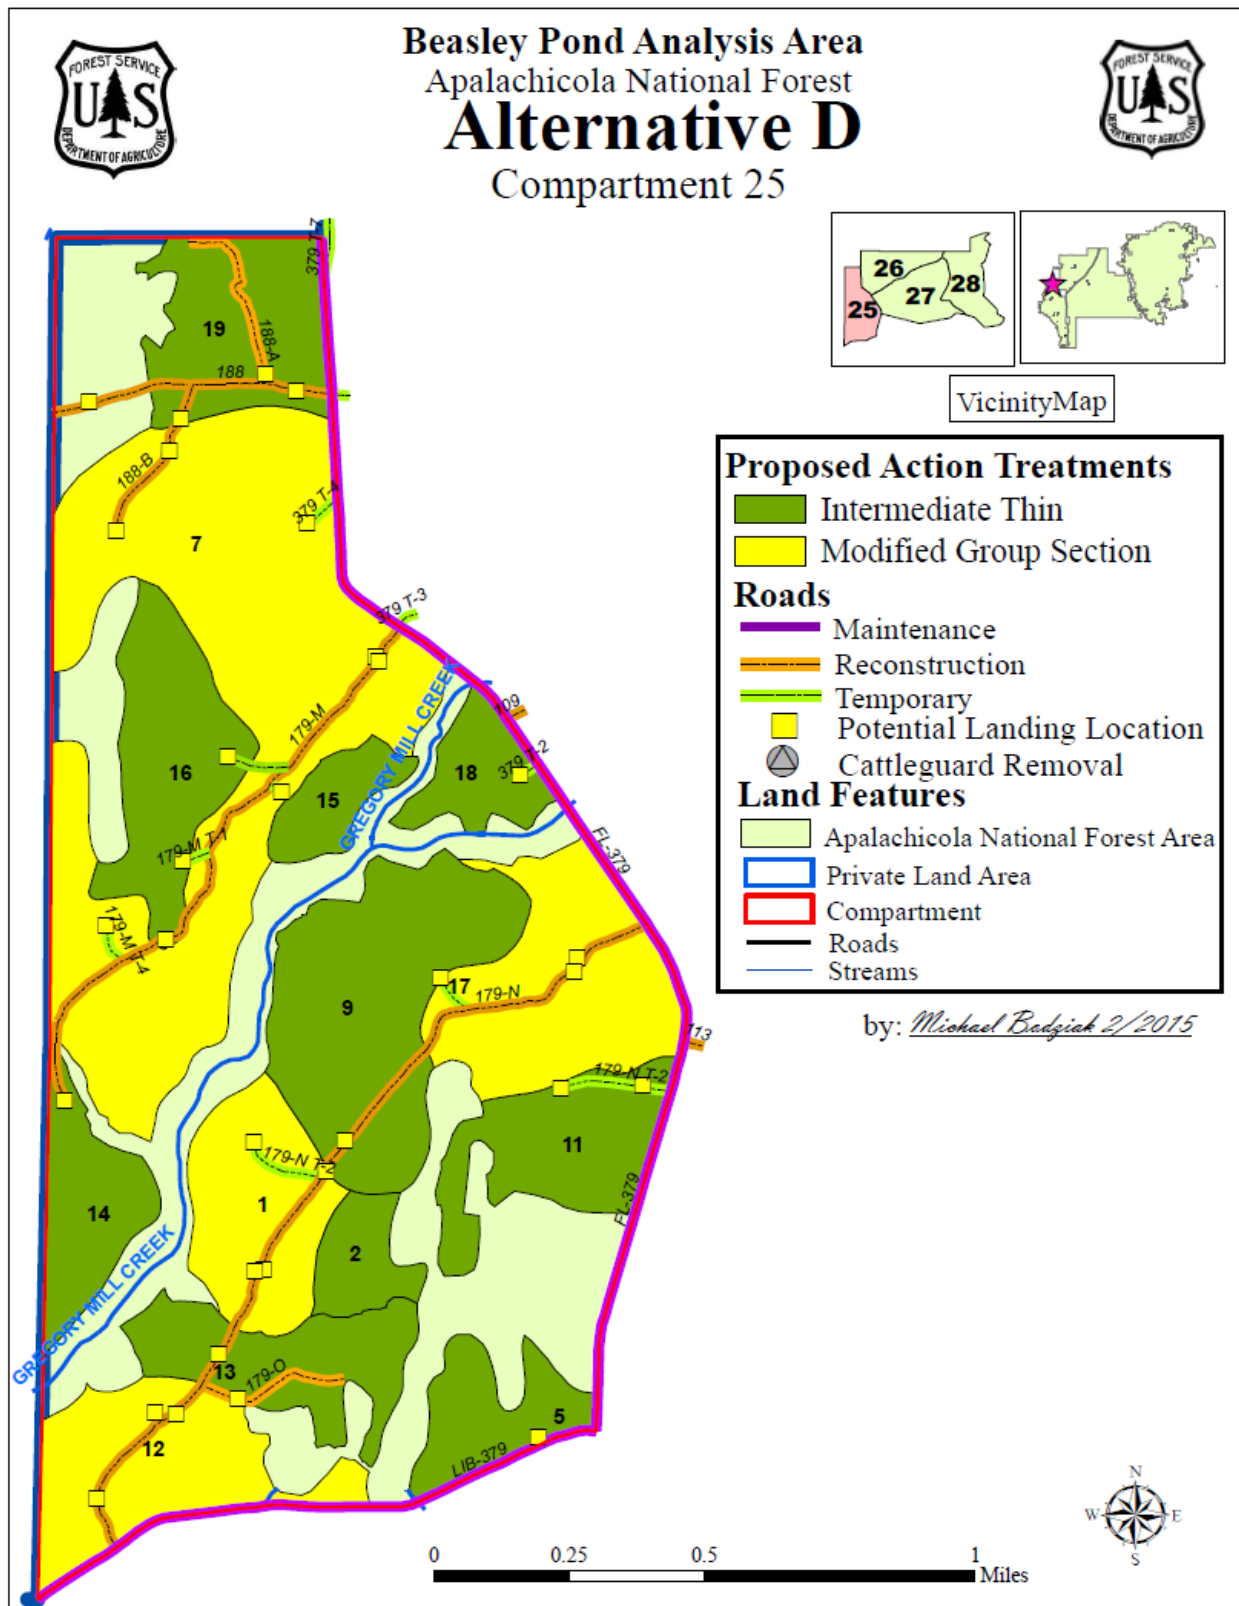 Beasley Pond Analysis Area
Apalachicola National Forest
Alternative D
Compartment 25
FOREST SERVICE
U S
DEPARTMENT OF AGRICULTURE
FOREST SERVICE
U S
DEPARTMENT OF AGRICULTURE
26
28
27
25
VicinityMap
Proposed Action Treatments
Intermediate Thin
Modified Group Section
Roads
Maintenance
Reconstruction
Temporary
Potential Landing Location
Cattleguard Removal
Land Features
Apalachicola National Forest Area
Private Land Area
Compartment
Roads
Streams
by: Michael Bodziak 2/2015
379 T-7
19
188-A
188
188-B
379 T-4
7
379 T-3
GREGORY MILL CREEK
109
179-M
379 T-2
16
18
15
FL-379
179-M T-1
179-M T-4
17
179-N
9
113
179-N T-2
11
179-N T-2
1
14
FL-379
2
GREGORY MILL CREEK
13
179-O
5
12
LIB-379
N
W E
S
0 0.25 0.5 1
Miles